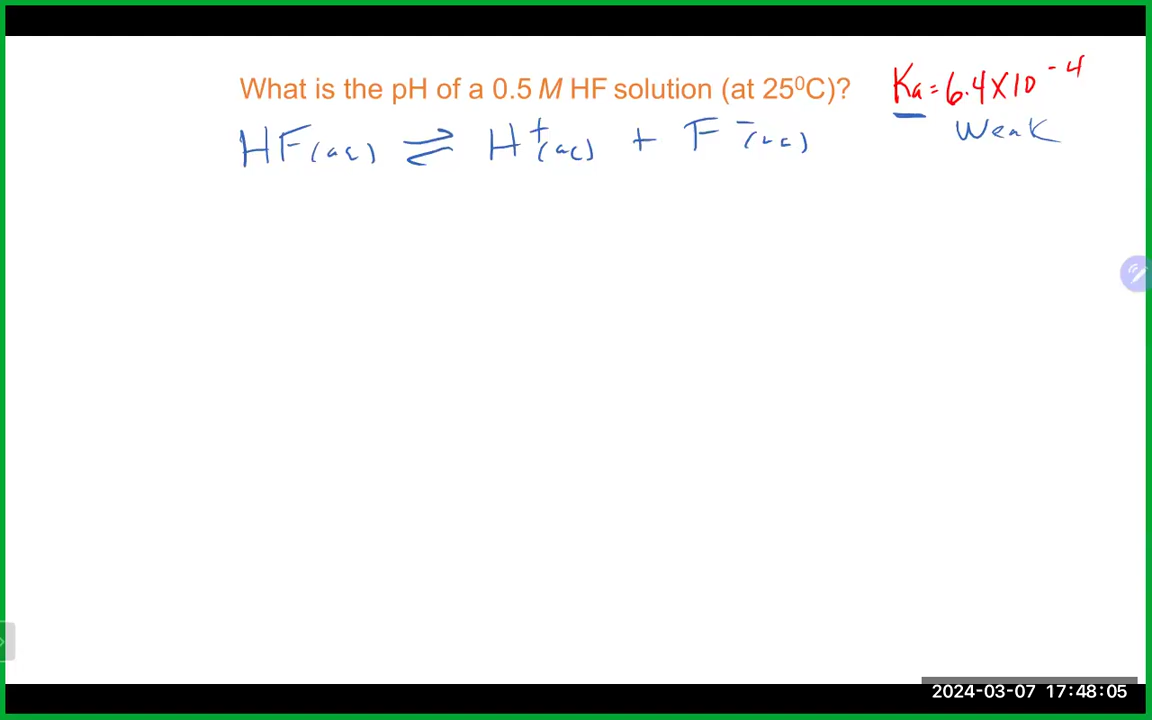 What is the pH of a 0.5 M HF solution (at 25⁰C)? Ka = 6.4 X 10⁻⁴
Weak
HF(aq) ⇌ H⁺(aq) + F⁻(aq)
2024-03-07 17:48:05